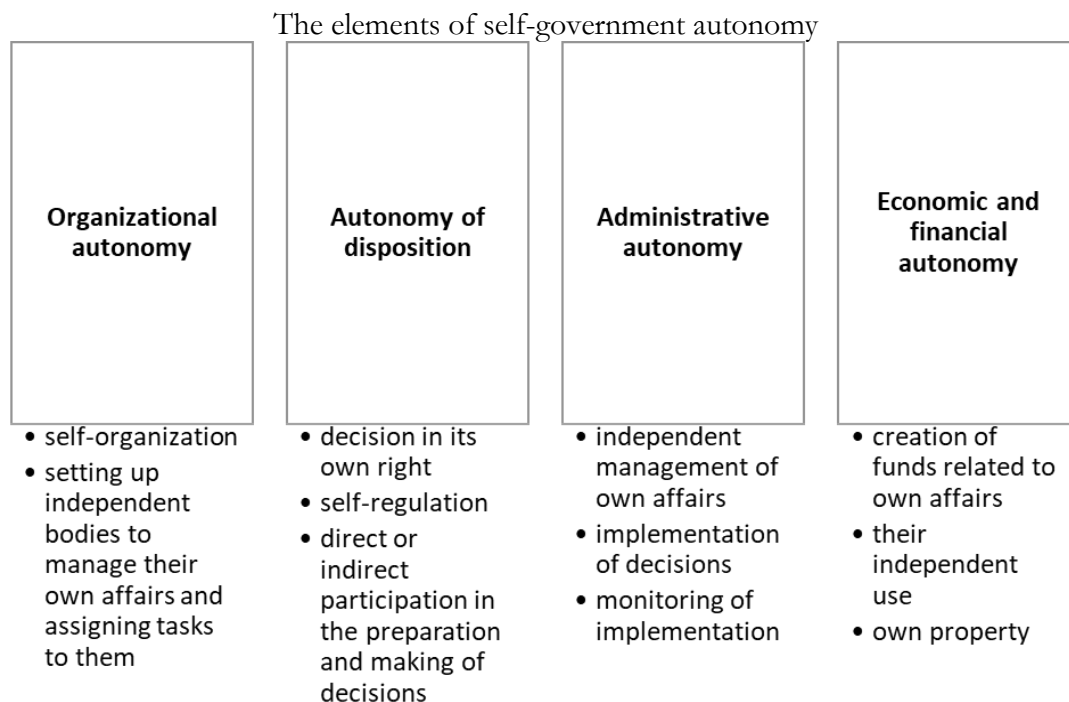 The elements of self-government autonomy
Organizational
autonomy
• self-organization
• setting up
independent
bodies to
manage their
own affairs and
assigning tasks
to them
Autonomy of
disposition
• decision in its
own right
• self-regulation
• direct or
indirect
participation in
the preparation
and making of
decisions
Administrative
autonomy
• independent
management of
own affairs
• implementation
of decisions
• monitoring of
implementation
Economic and
financial
autonomy
• creation of
funds related to
own affairs
• their
independent
use
• own property